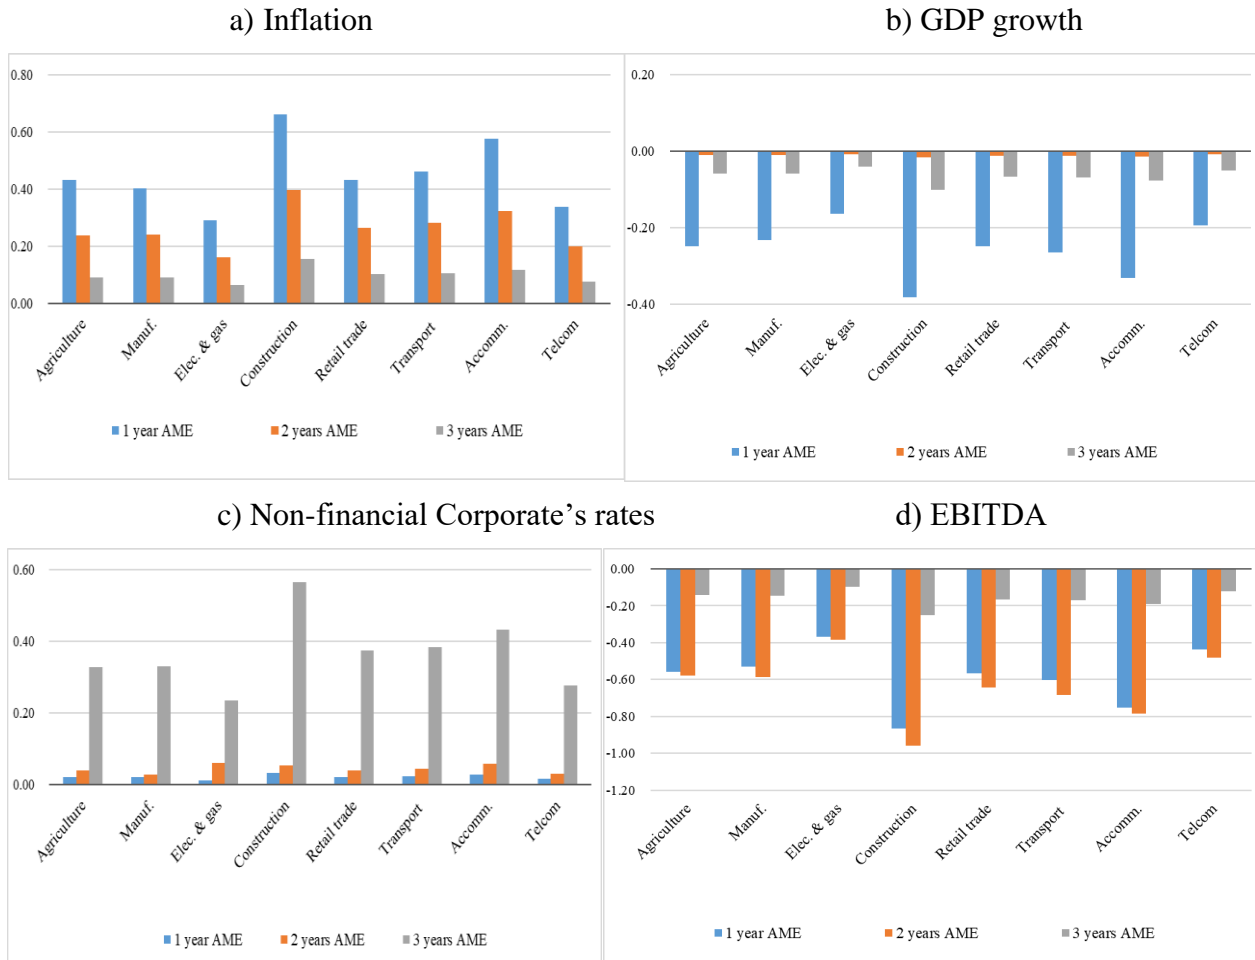 a) Inflation
0.80
0.60
0.40
0.20
0.00
Agriculture
Manuf.
Elec. & gas
Construction
Retail trade
Transport
Accomm.
Telcom
1 year AME 2 years AME 3 years AME
b) GDP growth
0.20
0.00
-0.20
-0.40
Agriculture
Manuf.
Elec. & gas
Construction
Retail trade
Transport
Accomm.
Telcom
1 year AME 2 years AME 3 years AME
c) Non-financial Corporate’s rates
0.60
0.40
0.20
0.00
Agriculture
Manuf.
Elec. & gas
Construction
Retail trade
Transport
Accomm.
Telcom
1 year AME 2 years AME 3 years AME
d) EBITDA
0.00
-0.20
-0.40
-0.60
-0.80
-1.00
-1.20
Agriculture
Manuf.
Elec. & gas
Construction
Retail trade
Transport
Accomm.
Telcom
1 year AME 2 years AME 3 years AME